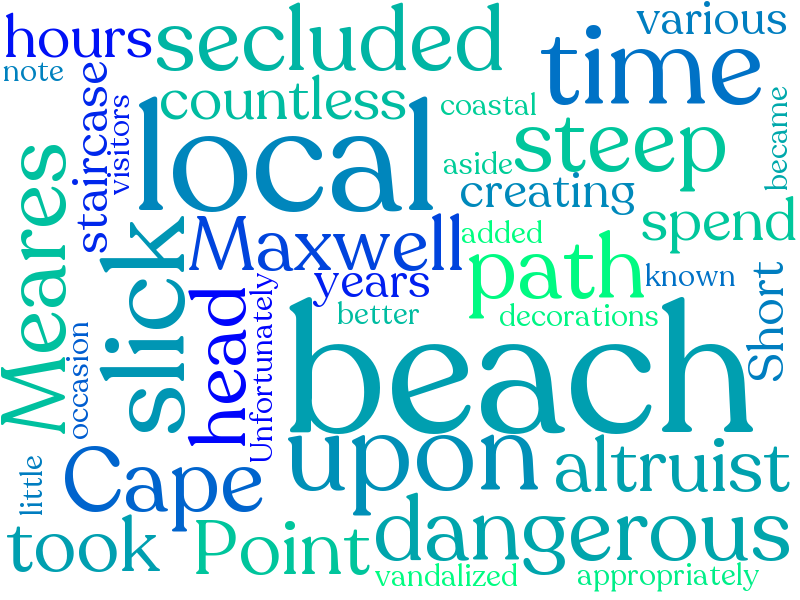 hours
secluded
various
time
note
staircase
visitors
countless
coastal
became
local
steep
aside
creating
Meares
slick
Maxwell
added
spend
path
known
years
head
Unfortunately
better
decorations
Short
occasion
beach
upon
altruist
little
Cape
took
Point
dangerous
vandalized
appropriately